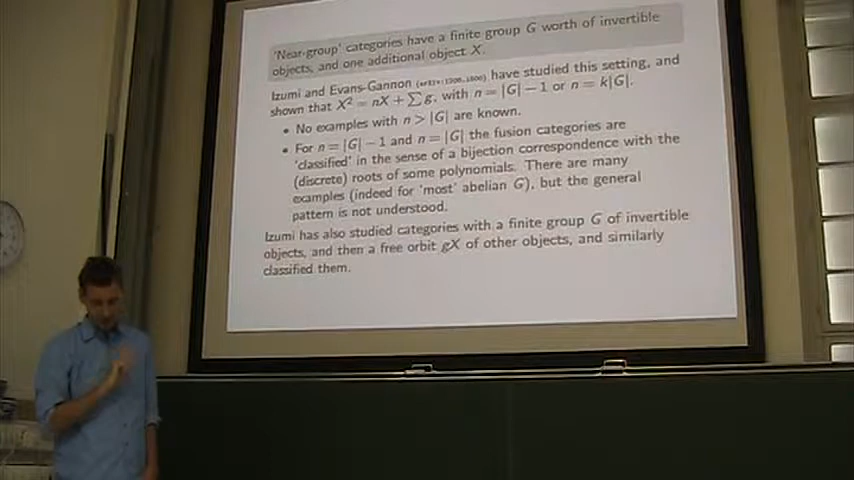 'Near-group' categories have a finite group G worth of invertible
objects, and one additional object X.
Izumi and Evans-Gannon have studied this setting, and
shown that X² = nX + ∑ g, with n = |G| − 1 or n = k|G|.
• No examples with n > |G| are known.
• For n = |G| − 1 and n = |G| the fusion categories are
'classified' in the sense of a bijection correspondence with the
(discrete) roots of some polynomials. There are many
examples (indeed for 'most' abelian G), but the general
pattern is not understood.
Izumi has also studied categories with a finite group G of invertible
objects, and then a free orbit gX of other objects, and similarly
classified them.